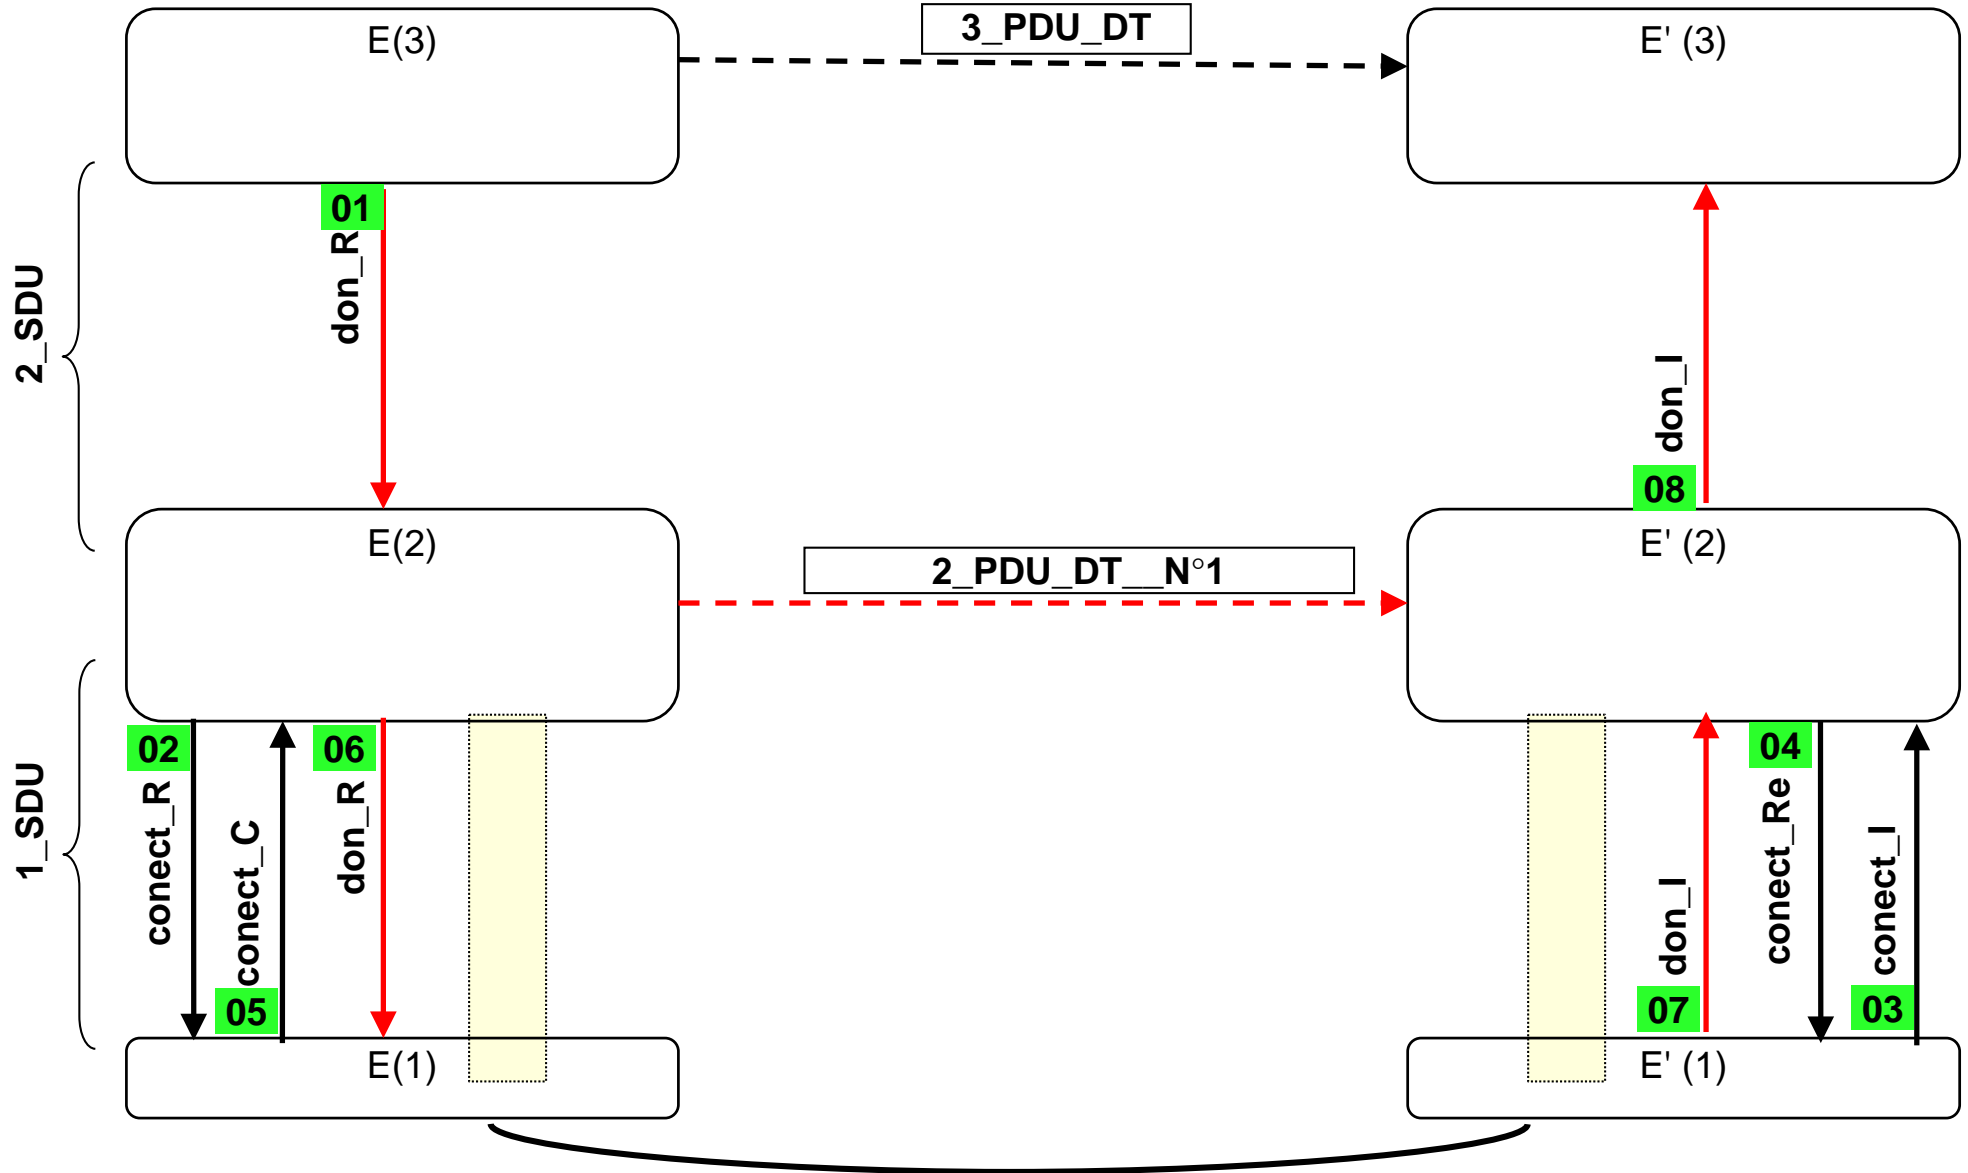 E(3)
3_PDU_DT
E' (3)
01
don_R
2_SDU
don_I
08
E(2)
2_PDU_DT__N°1
E' (2)
02
conect_R
05
conect_C
06
don_R
1_SDU
07
don_I
04
conect_Re
03
conect_I
E(1)
E' (1)